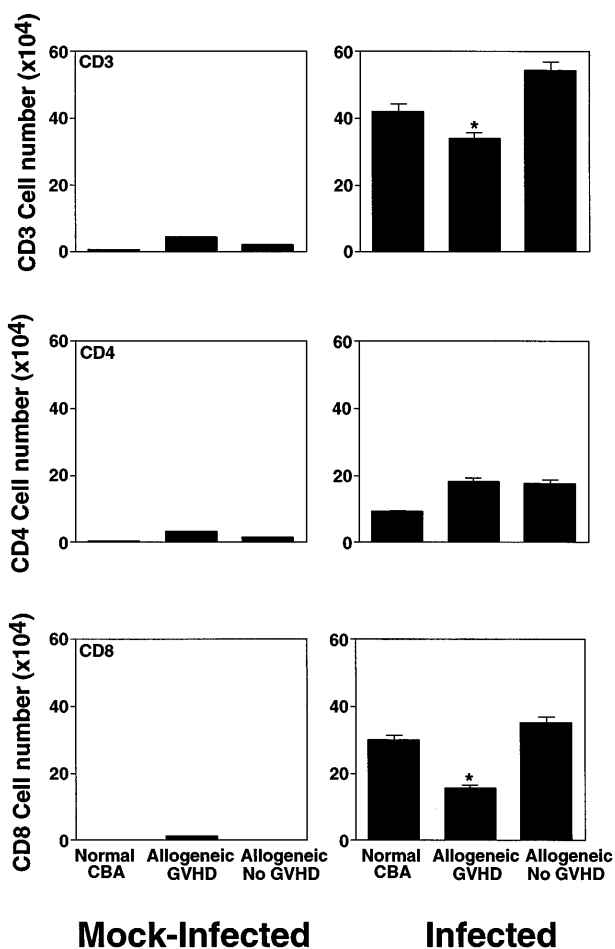 CD3 Cell number (x10⁴)
60
40
20
0
CD3
60
40
20
0
*
CD4 Cell number (x10⁴)
60
40
20
0
CD4
60
40
20
0
CD8 Cell number (x10⁴)
60
40
20
0
CD8
60
40
20
0
*
Normal CBA
Allogeneic GVHD
Allogeneic No GVHD
Normal CBA
Allogeneic GVHD
Allogeneic No GVHD
Mock-Infected
Infected